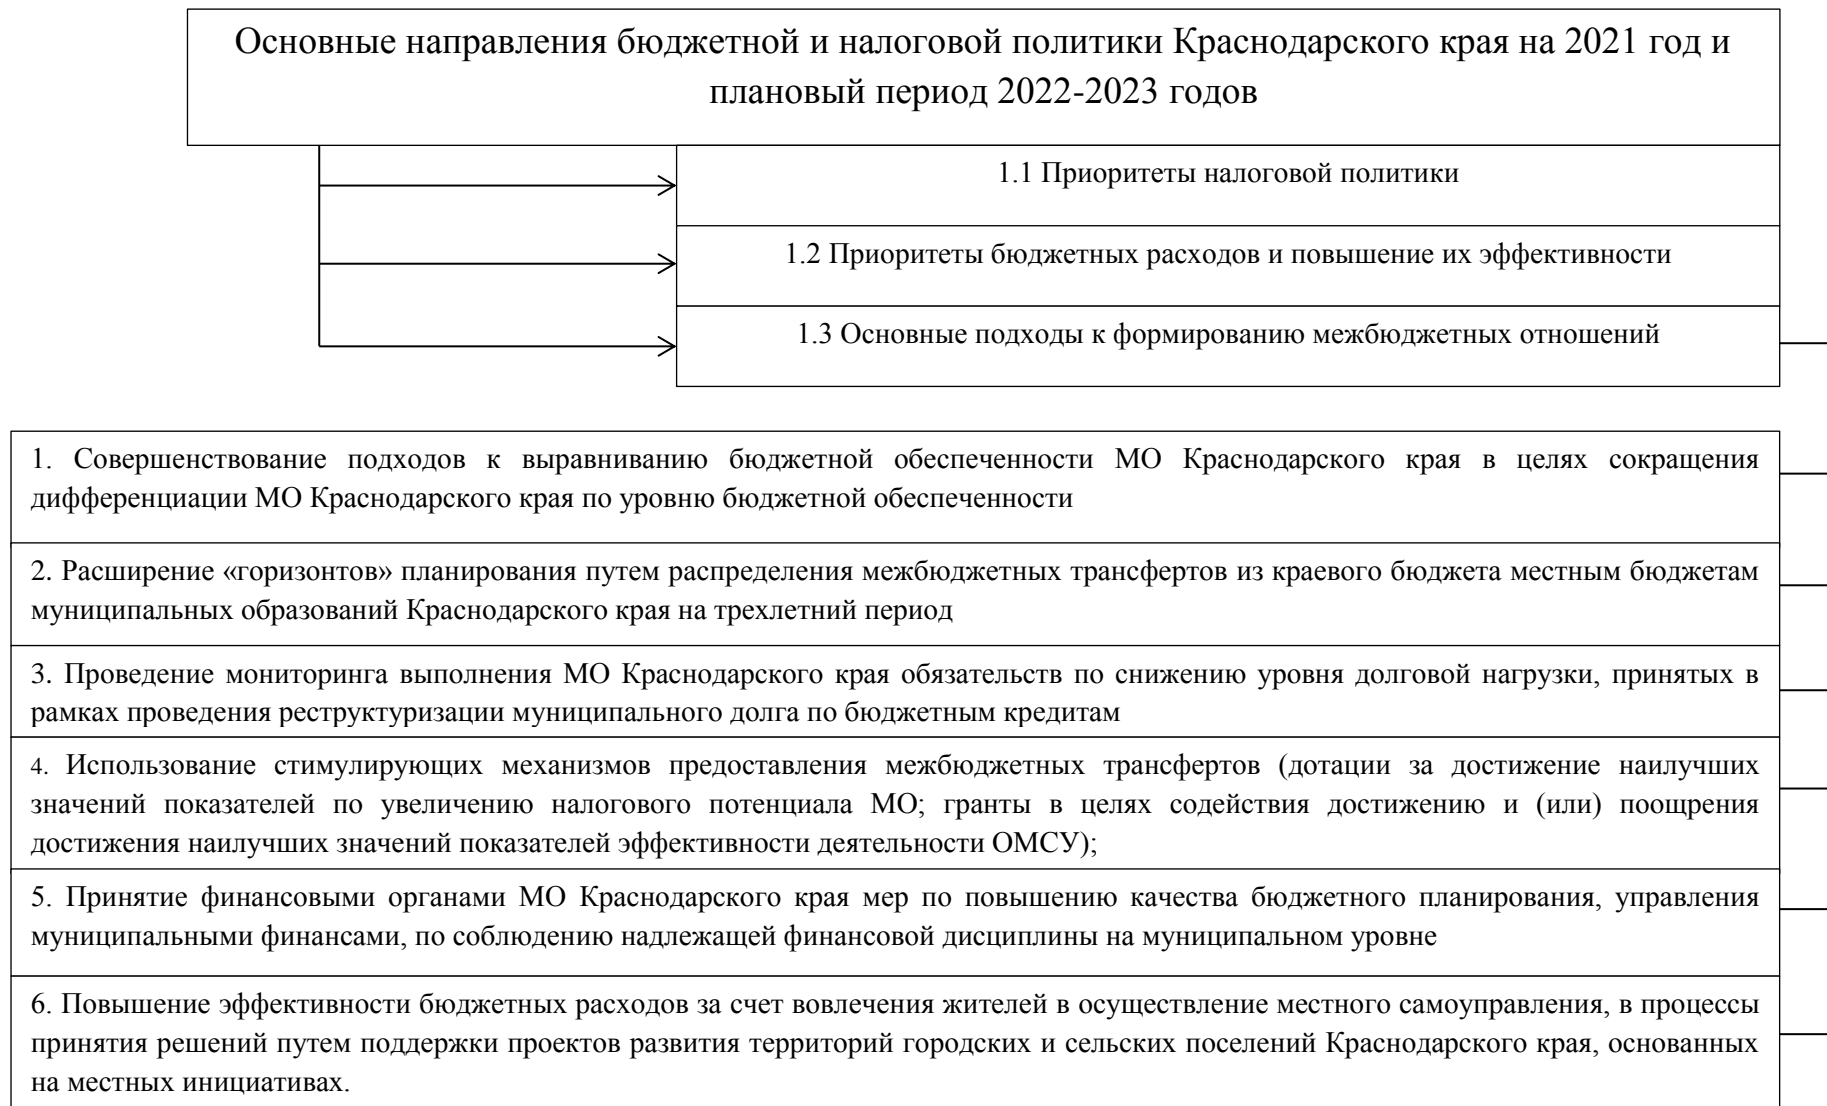 Основные направления бюджетной и налоговой политики Краснодарского края на 2021 год и
плановый период 2022-2023 годов
1.1 Приоритеты налоговой политики
1.2 Приоритеты бюджетных расходов и повышение их эффективности
1.3 Основные подходы к формированию межбюджетных отношений
1. Совершенствование подходов к выравниванию бюджетной обеспеченности МО Краснодарского края в целях сокращения
дифференциации МО Краснодарского края по уровню бюджетной обеспеченности
2. Расширение «горизонтов» планирования путем распределения межбюджетных трансфертов из краевого бюджета местным бюджетам
муниципальных образований Краснодарского края на трехлетний период
3. Проведение мониторинга выполнения МО Краснодарского края обязательств по снижению уровня долговой нагрузки, принятых в
рамках проведения реструктуризации муниципального долга по бюджетным кредитам
4. Использование стимулирующих механизмов предоставления межбюджетных трансфертов (дотации за достижение наилучших
значений показателей по увеличению налогового потенциала МО; гранты в целях содействия достижению и (или) поощрения
достижения наилучших значений показателей эффективности деятельности ОМСУ);
5. Принятие финансовыми органами МО Краснодарского края мер по повышению качества бюджетного планирования, управления
муниципальными финансами, по соблюдению надлежащей финансовой дисциплины на муниципальном уровне
6. Повышение эффективности бюджетных расходов за счет вовлечения жителей в осуществление местного самоуправления, в процессы
принятия решений путем поддержки проектов развития территорий городских и сельских поселений Краснодарского края, основанных
на местных инициативах.